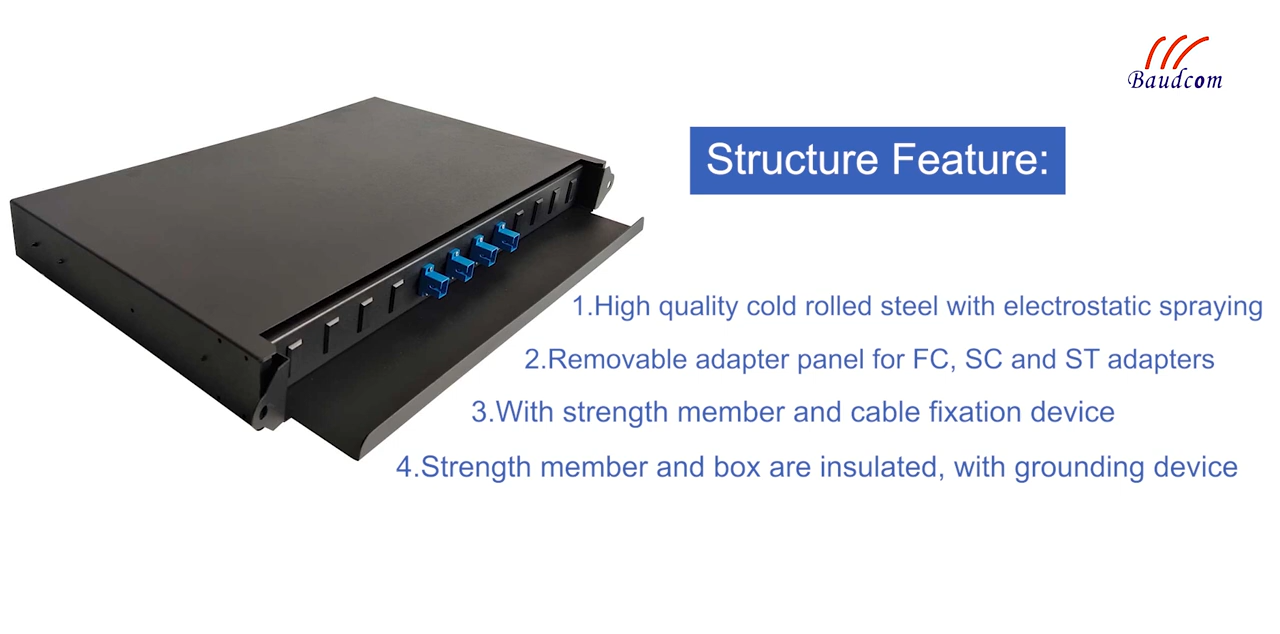 Baudcom
Structure Feature:
1.High quality cold rolled steel with electrostatic spraying
2.Removable adapter panel for FC, SC and ST adapters
3.With strength member and cable fixation device
4.Strength member and box are insulated, with grounding device